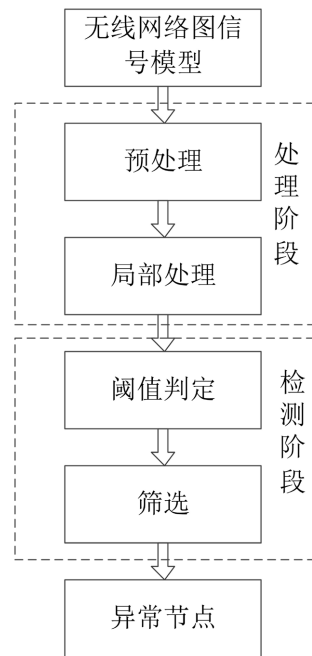 无线网络图信
号模型
预处理
处
理
阶
段
局部处理
阈值判定
检
测
阶
段
筛选
异常节点